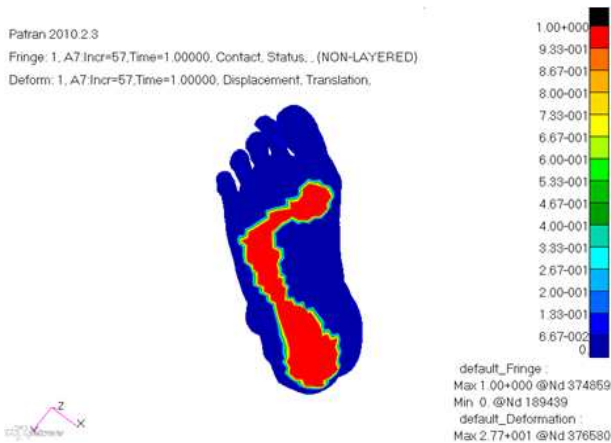 Patran 2010.2.3
Fringe: 1, A7:Incr=57,Time=1.00000, Contact, Status, , (NON-LAYERED)
Deform: 1, A7:Incr=57,Time=1.00000, Displacement, Translation,
1.00+000
9.33-001
8.67-001
8.00-001
7.33-001
6.67-001
6.00-001
5.33-001
4.67-001
4.00-001
3.33-001
2.67-001
2.00-001
1.33-001
6.67-002
0.
default_Fringe :
Max 1.00+000 @Nd 374859
Min 0. @Nd 189439
default_Deformation :
Max 2.77+001 @Nd 376580
Z
X